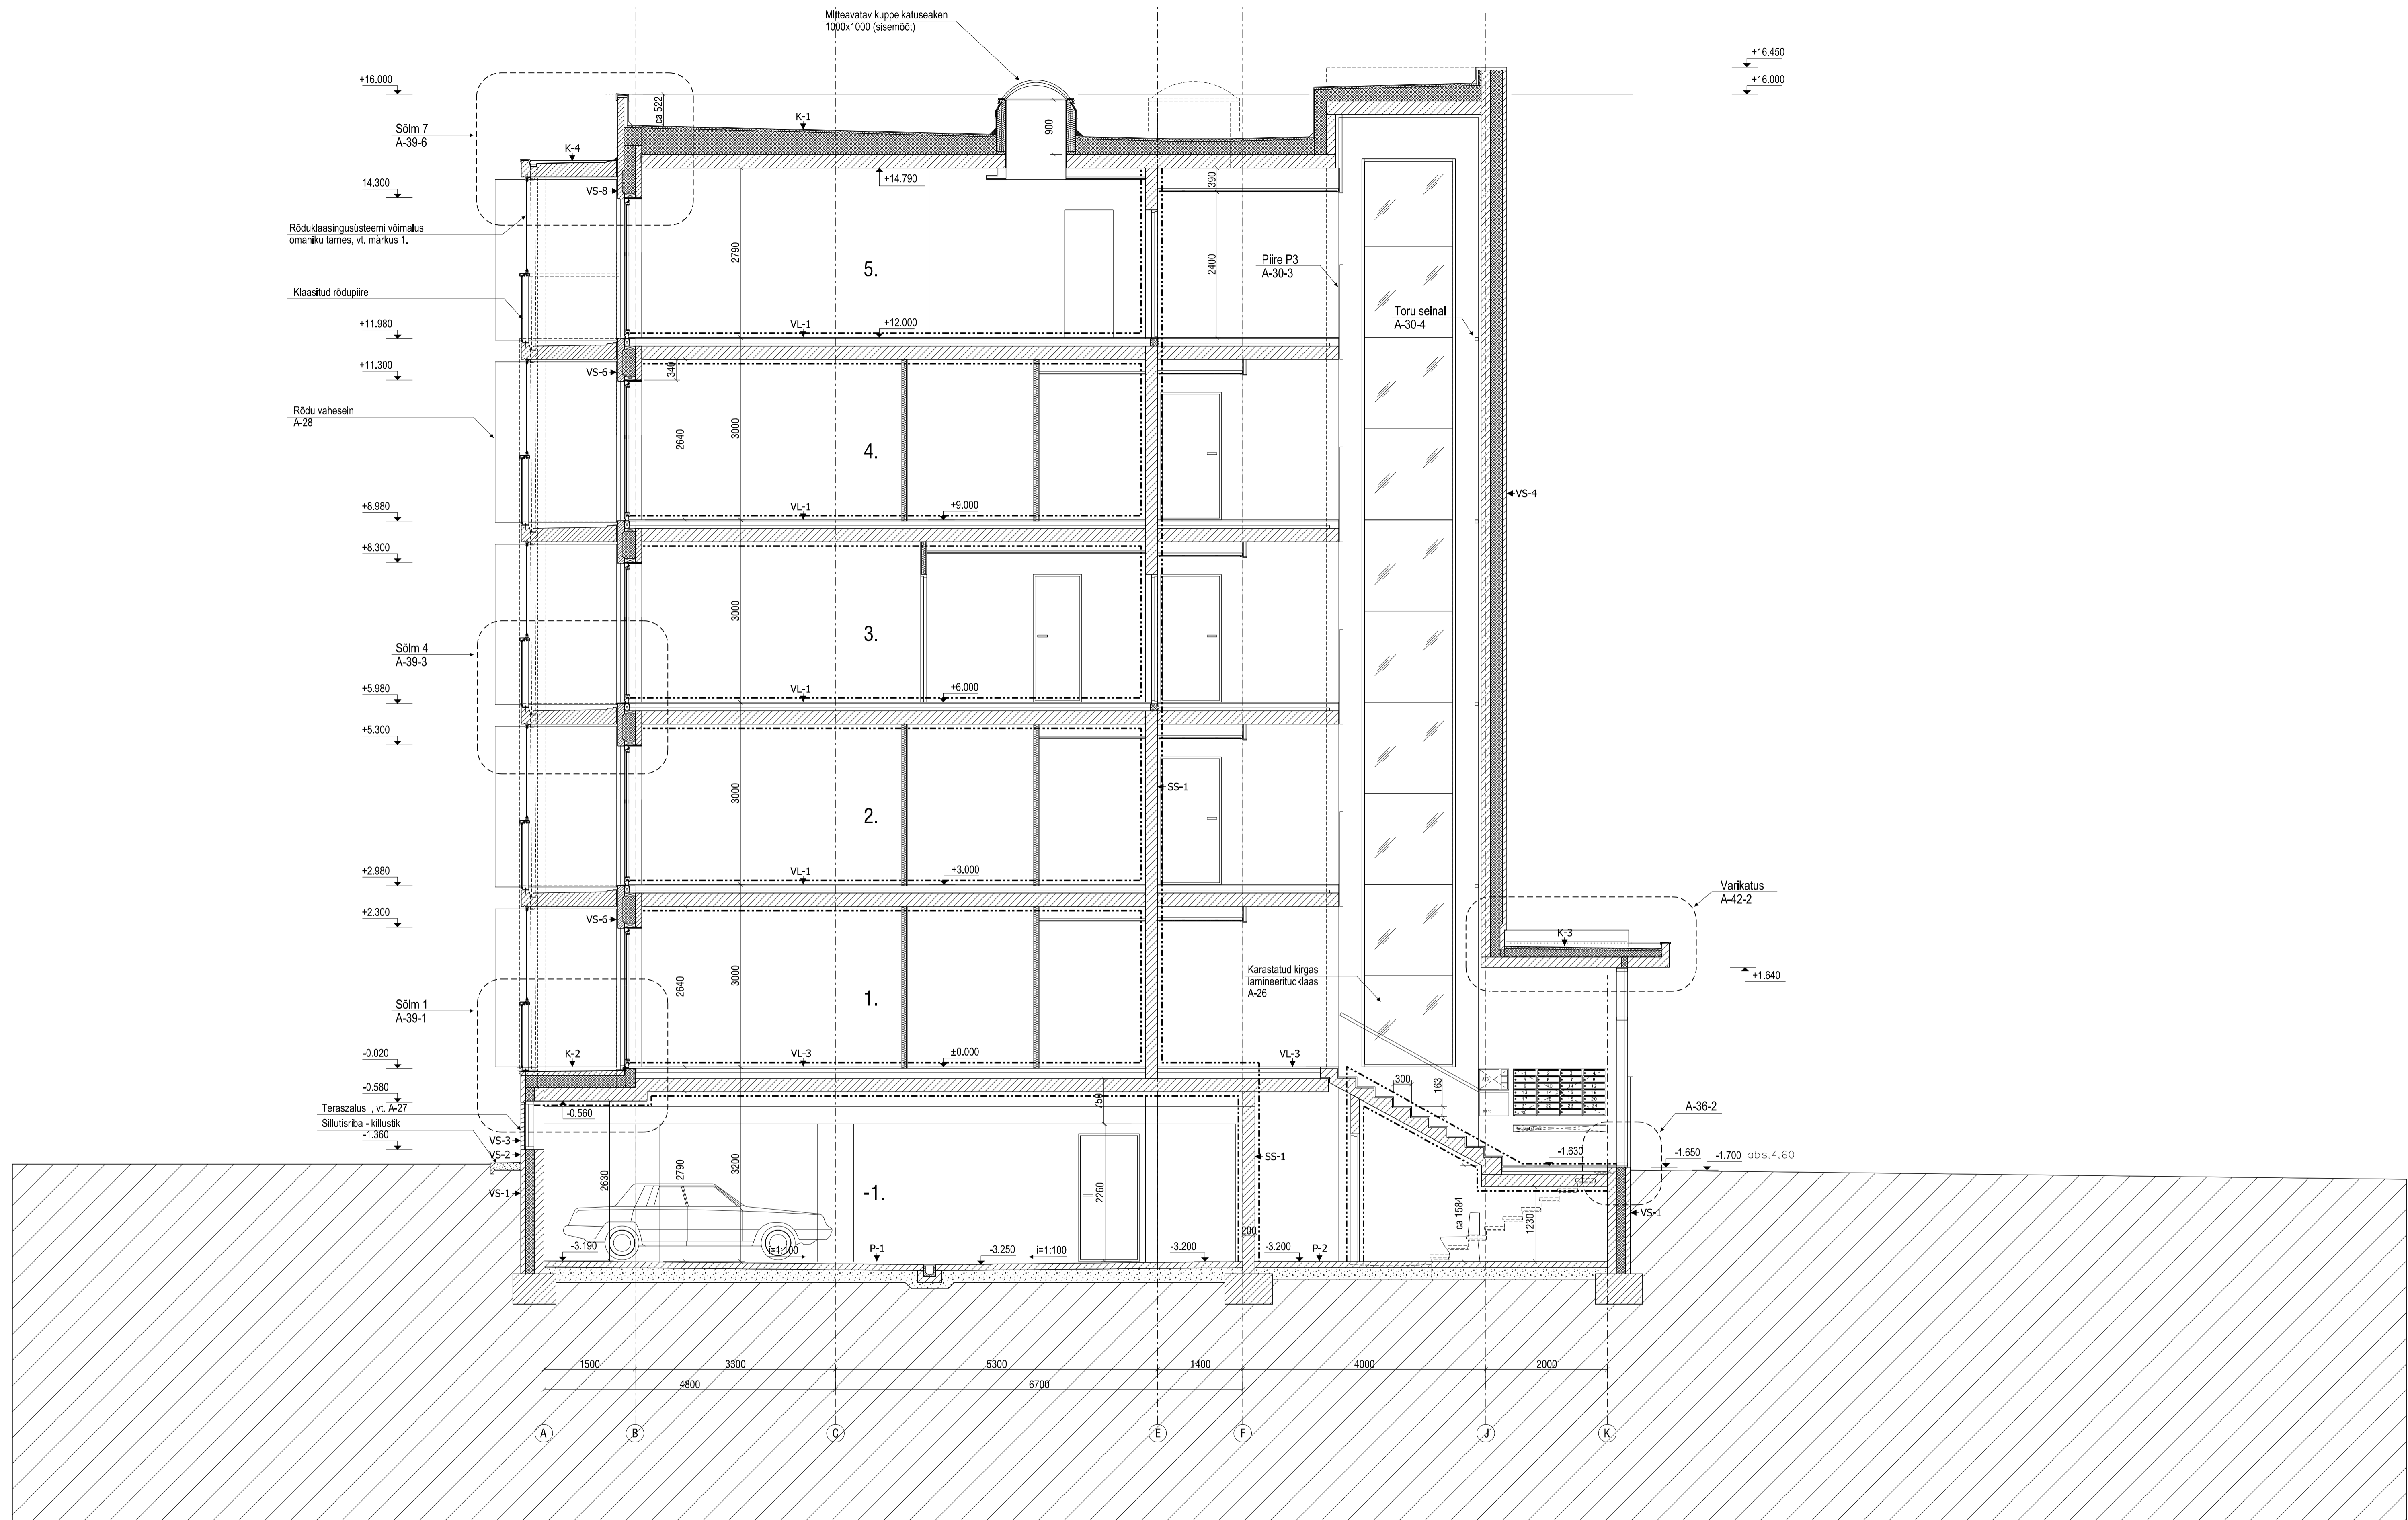 Mitteavatav kuppelkatuseaken
1000x1000 (sisemõõt)
+16.450
+16.000
+16.000
ca 522
K-1
900
Sõlm 7
A-39-6
K-4
14.300
VS-8
+14.790
390
Rõduklaasingusüsteemi võimalus
omaniku tarnes, vt. märkus 1.
2790
5.
2400
Piire P3
A-30-3
Klaasitud rõdupiire
+11.980
VL-1
+12.000
Toru seinal
A-30-4
+11.300
VS-6
340
Rõdu vahesein
A-28
2640
3000
4.
VS-4
+8.980
VL-1
+9.000
+8.300
3000
3.
Sõlm 4
A-39-3
+5.980
VL-1
+6.000
+5.300
3000
2.
SS-1
+2.980
VL-1
+3.000
Varikatus
A-42-2
+2.300
VS-6
K-3
2640
3000
1.
Karastatud kirgas
lamineeritudklaas
A-26
+1.640
Sõlm 1
A-39-1
-0.020
K-2
VL-3
±0.000
VL-3
-0.580
300
163
Teraszalusii, vt. A-27
-0.560
750
A-36-2
Sillutisriba - killustik
-1.360
VS-3
VS-2
SS-1
-1.630
-1.650
-1.700 abs.4.60
VS-1
2630
2790
3200
-1.
2260
ca 1584
1230
VS-1
200
-3.190
i=1:100
P-1
-3.250
i=1:100
-3.200
-3.200
P-2
1500
3300
5300
1400
4000
2000
4800
6700
A
B
C
E
F
J
K